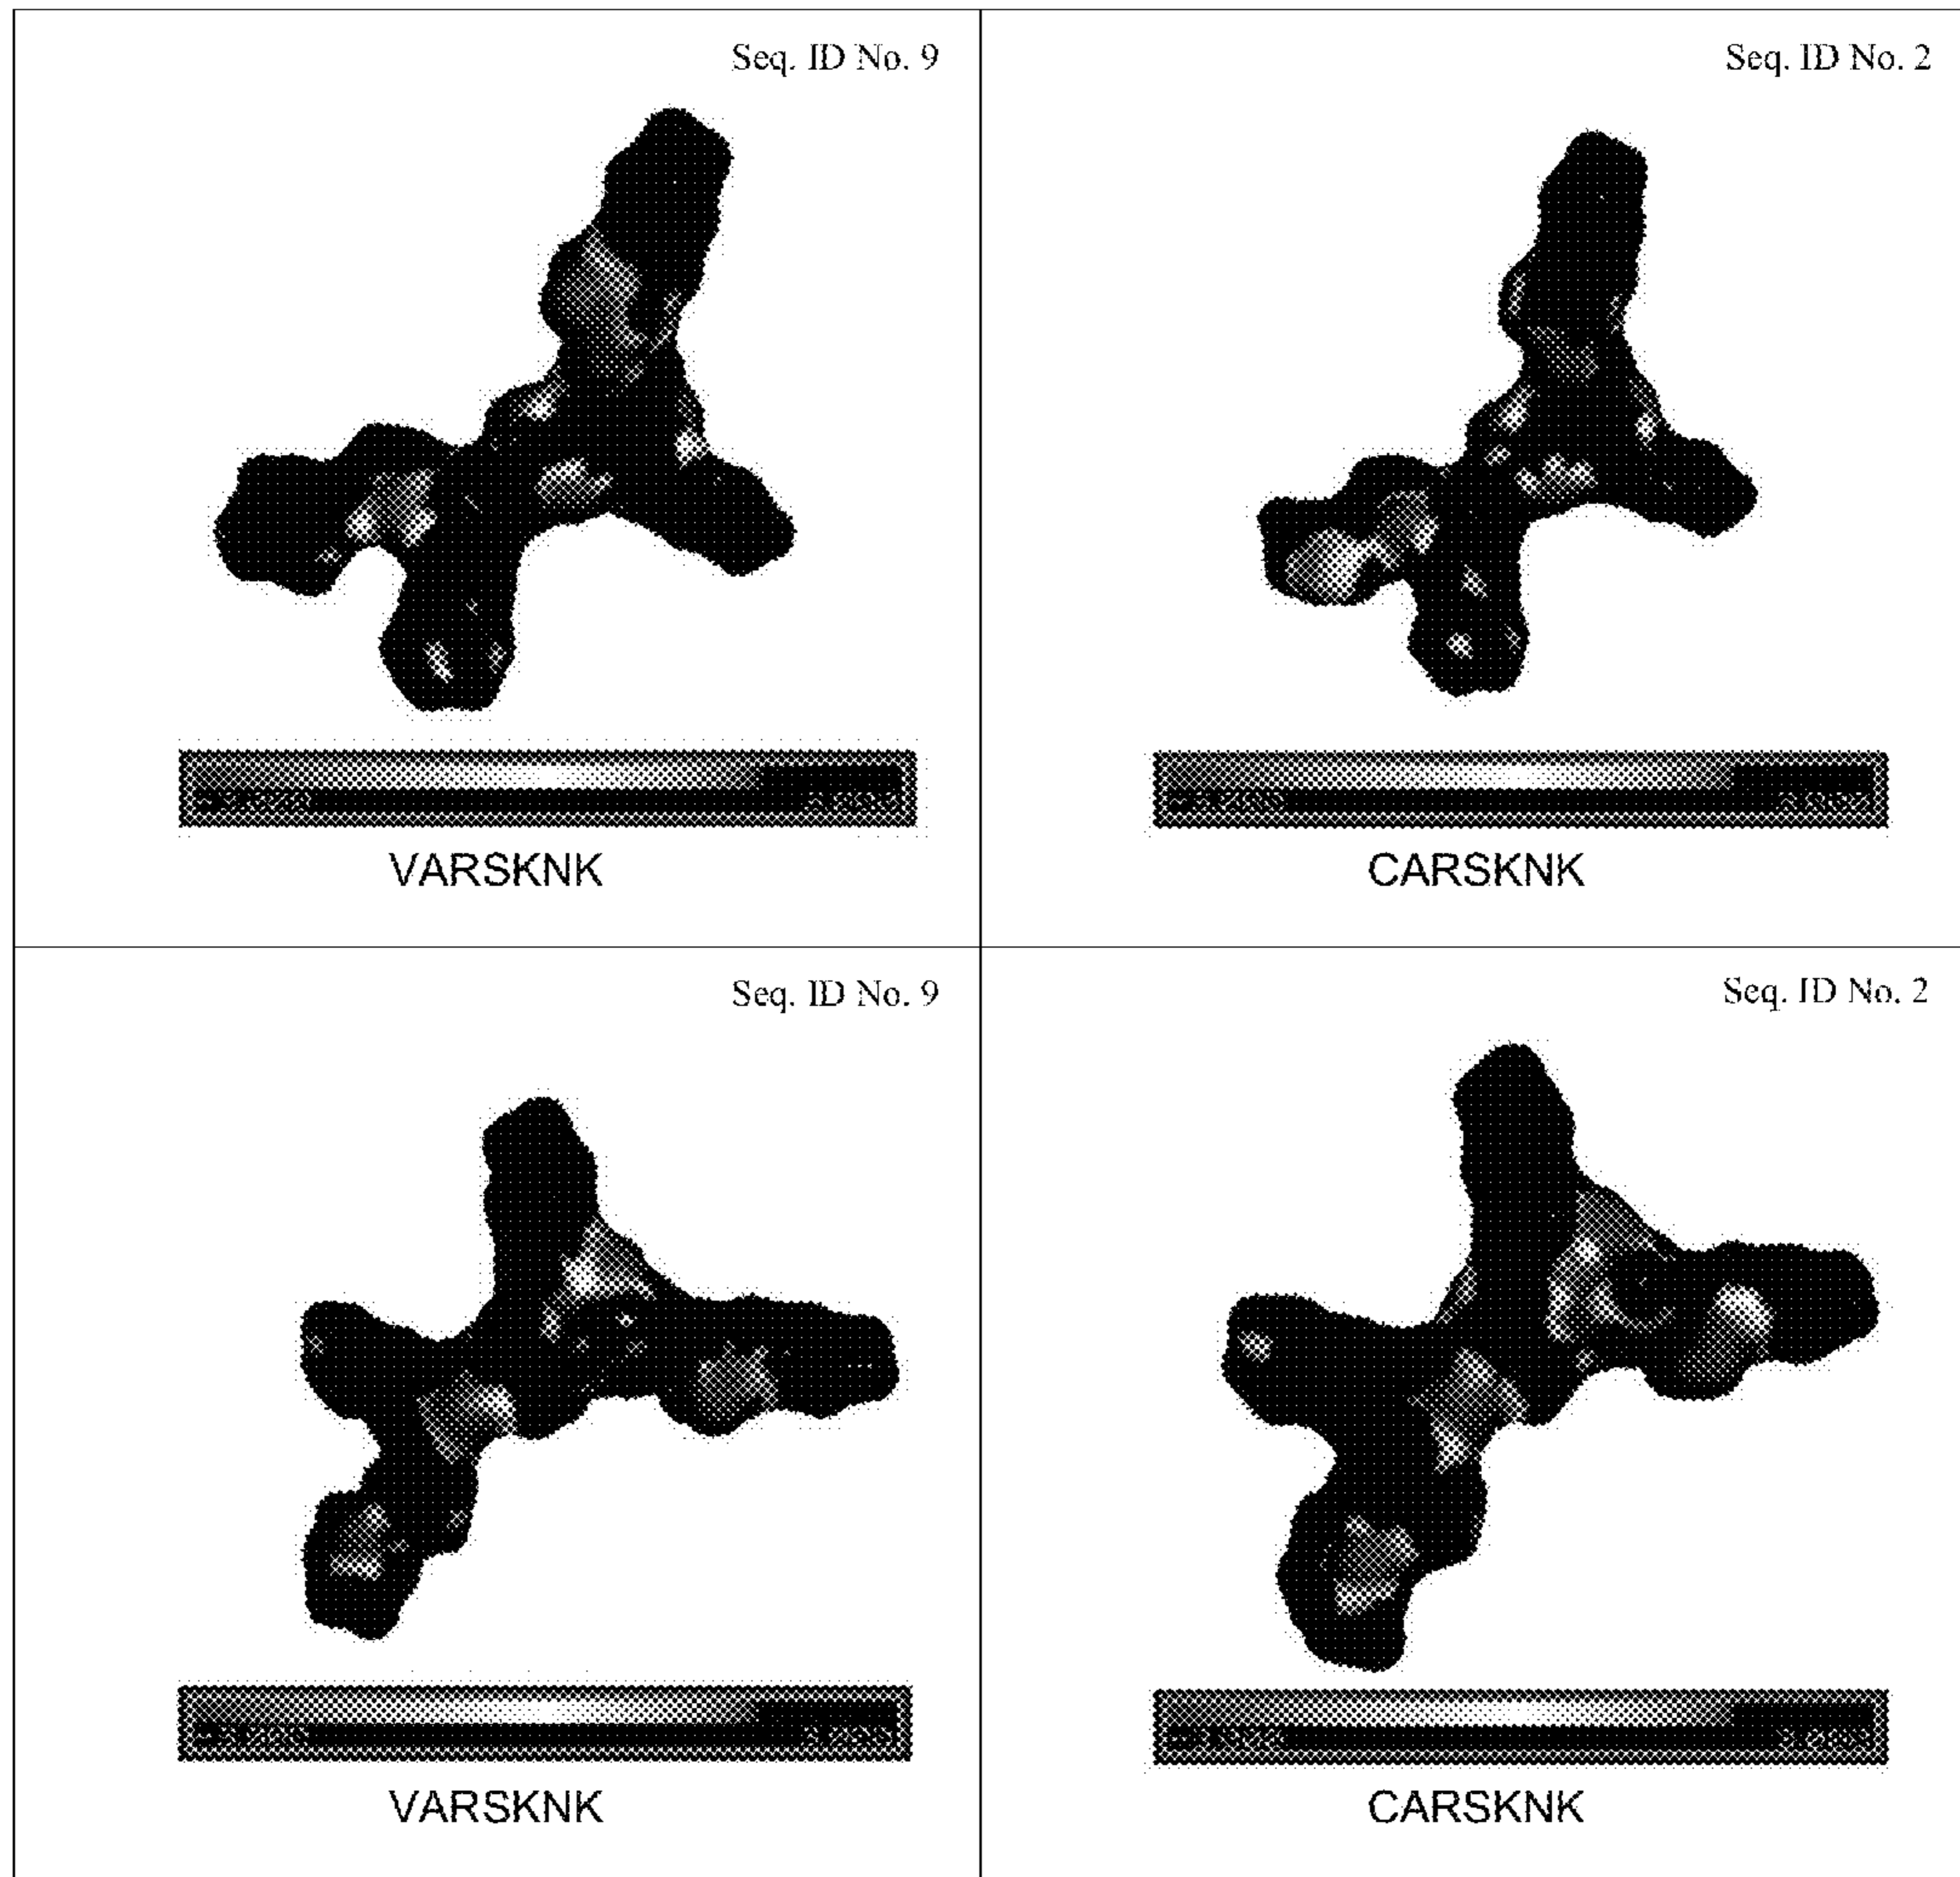 Seq. ID No. 9
VARSKNK
Seq. ID No. 2
CARSKNK
Seq. ID No. 9
VARSKNK
Seq. ID No. 2
CARSKNK